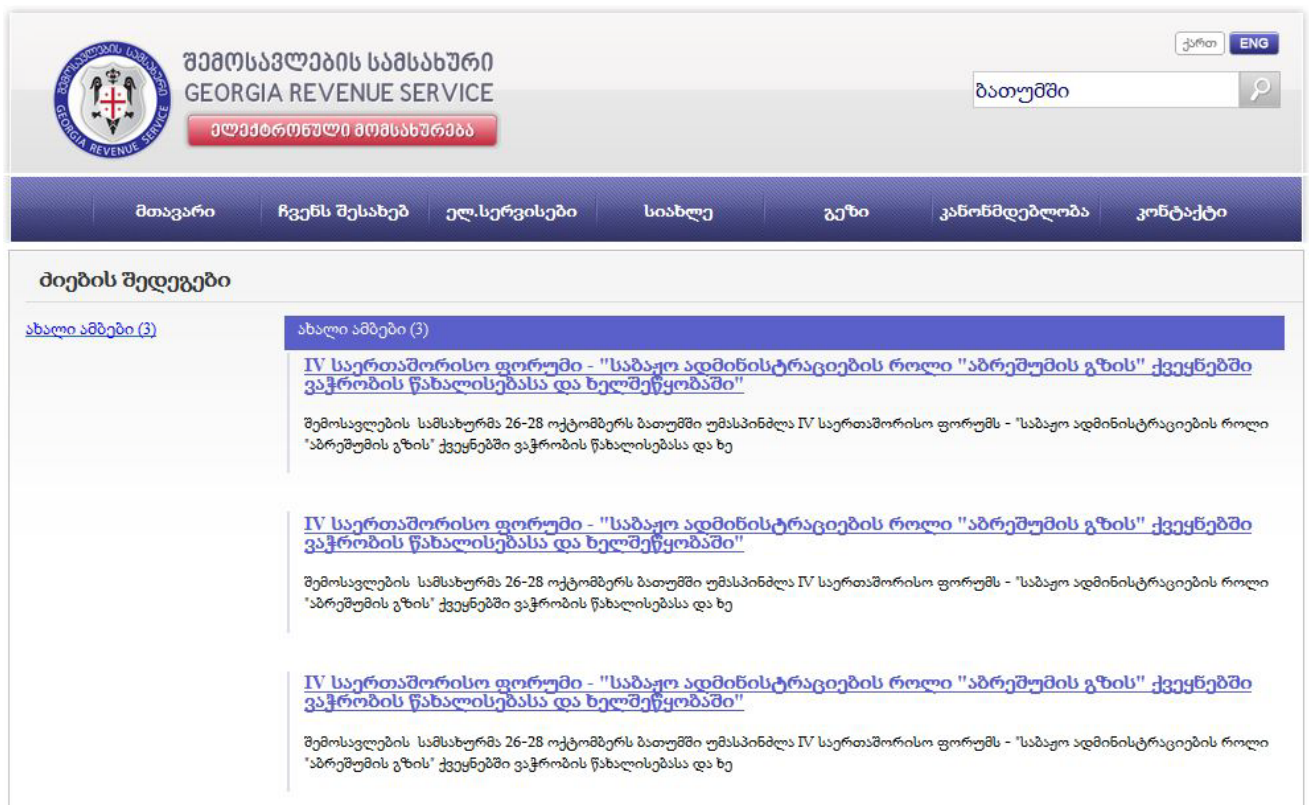 შემოსავლების სამსახური
GEORGIA REVENUE SERVICE
ელექტრონული მომსახურება
შემოსავლების სამსახური
GEORGIA REVENUE SERVICE
ქართ ENG
ბათუმში
მთავარი ჩვენს შესახებ ელ.სერვისები სიახლე გეზი კანონმდებლობა კონტაქტი
ძიების შედეგები
ახალი ამბები (3)
ახალი ამბები (3)
IV საერთაშორისო ფორუმი - "საბაჟო ადმინისტრაციების როლი "აბრეშუმის გზის" ქვეყნებში
ვაჭრობის წახალისებასა და ხელშეწყობაში"
შემოსავლების სამსახურმა 26-28 ოქტომბერს ბათუმში უმასპინძლა IV საერთაშორისო ფორუმს - "საბაჟო ადმინისტრაციების როლი
"აბრეშუმის გზის" ქვეყნებში ვაჭრობის წახალისებასა და ხე
IV საერთაშორისო ფორუმი - "საბაჟო ადმინისტრაციების როლი "აბრეშუმის გზის" ქვეყნებში
ვაჭრობის წახალისებასა და ხელშეწყობაში"
შემოსავლების სამსახურმა 26-28 ოქტომბერს ბათუმში უმასპინძლა IV საერთაშორისო ფორუმს - "საბაჟო ადმინისტრაციების როლი
"აბრეშუმის გზის" ქვეყნებში ვაჭრობის წახალისებასა და ხე
IV საერთაშორისო ფორუმი - "საბაჟო ადმინისტრაციების როლი "აბრეშუმის გზის" ქვეყნებში
ვაჭრობის წახალისებასა და ხელშეწყობაში"
შემოსავლების სამსახურმა 26-28 ოქტომბერს ბათუმში უმასპინძლა IV საერთაშორისო ფორუმს - "საბაჟო ადმინისტრაციების როლი
"აბრეშუმის გზის" ქვეყნებში ვაჭრობის წახალისებასა და ხე